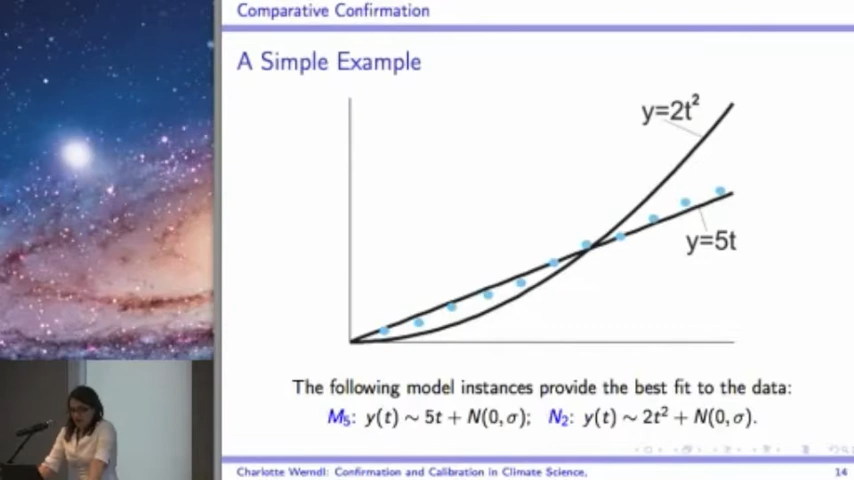 Comparative Confirmation
A Simple Example
y=2t²
y=5t
The following model instances provide the best fit to the data:
M₅: y(t) ∼ 5t + N(0, σ); N₂: y(t) ∼ 2t² + N(0, σ).
Charlotte Werndl: Confirmation and Calibration in Climate Science,
14